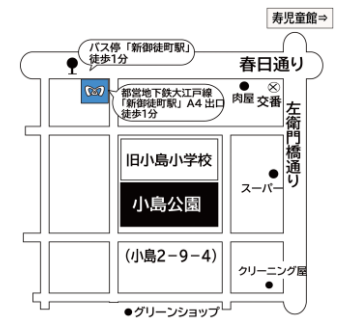 寿児童館⇒
バス停「新御徒町駅」
徒歩1分
春日通り
都営地下鉄大江戸線
「新御徒町駅」A4出口
徒歩1分
肉屋
交番
左衛門橋通り
旧小島小学校
スーパー
小島公園
（小島2－9－4）
クリーニング屋
グリーンショップ